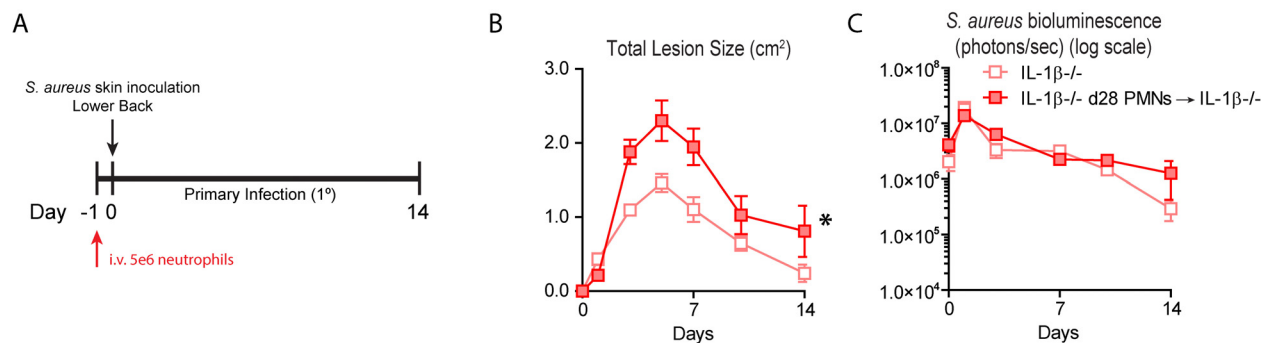 A
S. aureus skin inoculation
Lower Back
Primary Infection (1º)
Day -1 0 14
i.v. 5e6 neutrophils
B
Total Lesion Size (cm²)
3.0
2.0
1.0
0.0
*
0 7 14
Days
C
S. aureus bioluminescence
(photons/sec) (log scale)
IL-1β-/-
IL-1β-/- d28 PMNs → IL-1β-/-
1.0×10⁸
1.0×10⁷
1.0×10⁶
1.0×10⁵
1.0×10⁴
0 7 14
Days